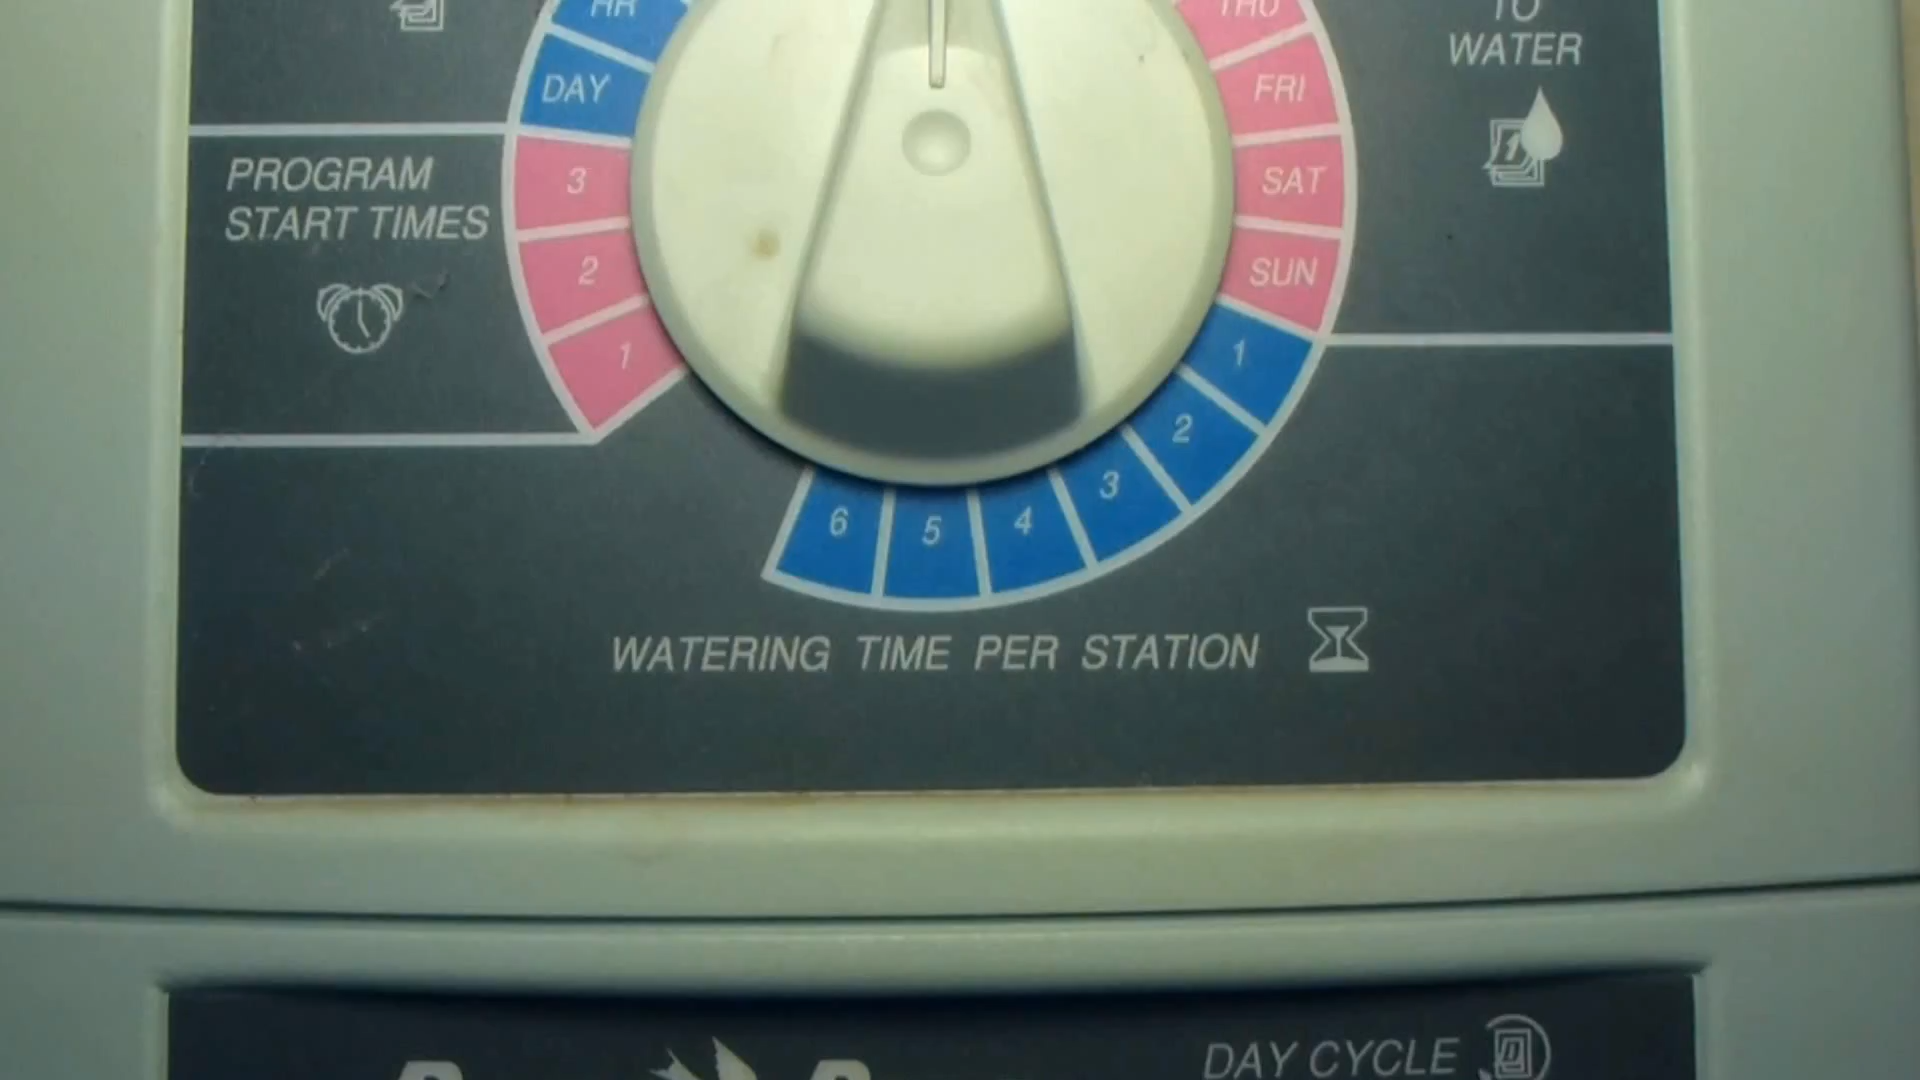 HR
DAY
PROGRAM
START TIMES
3
2
1
THU
FRI
SAT
SUN
TO
WATER
1
1
2
3
4
5
6
WATERING TIME PER STATION
DAY CYCLE